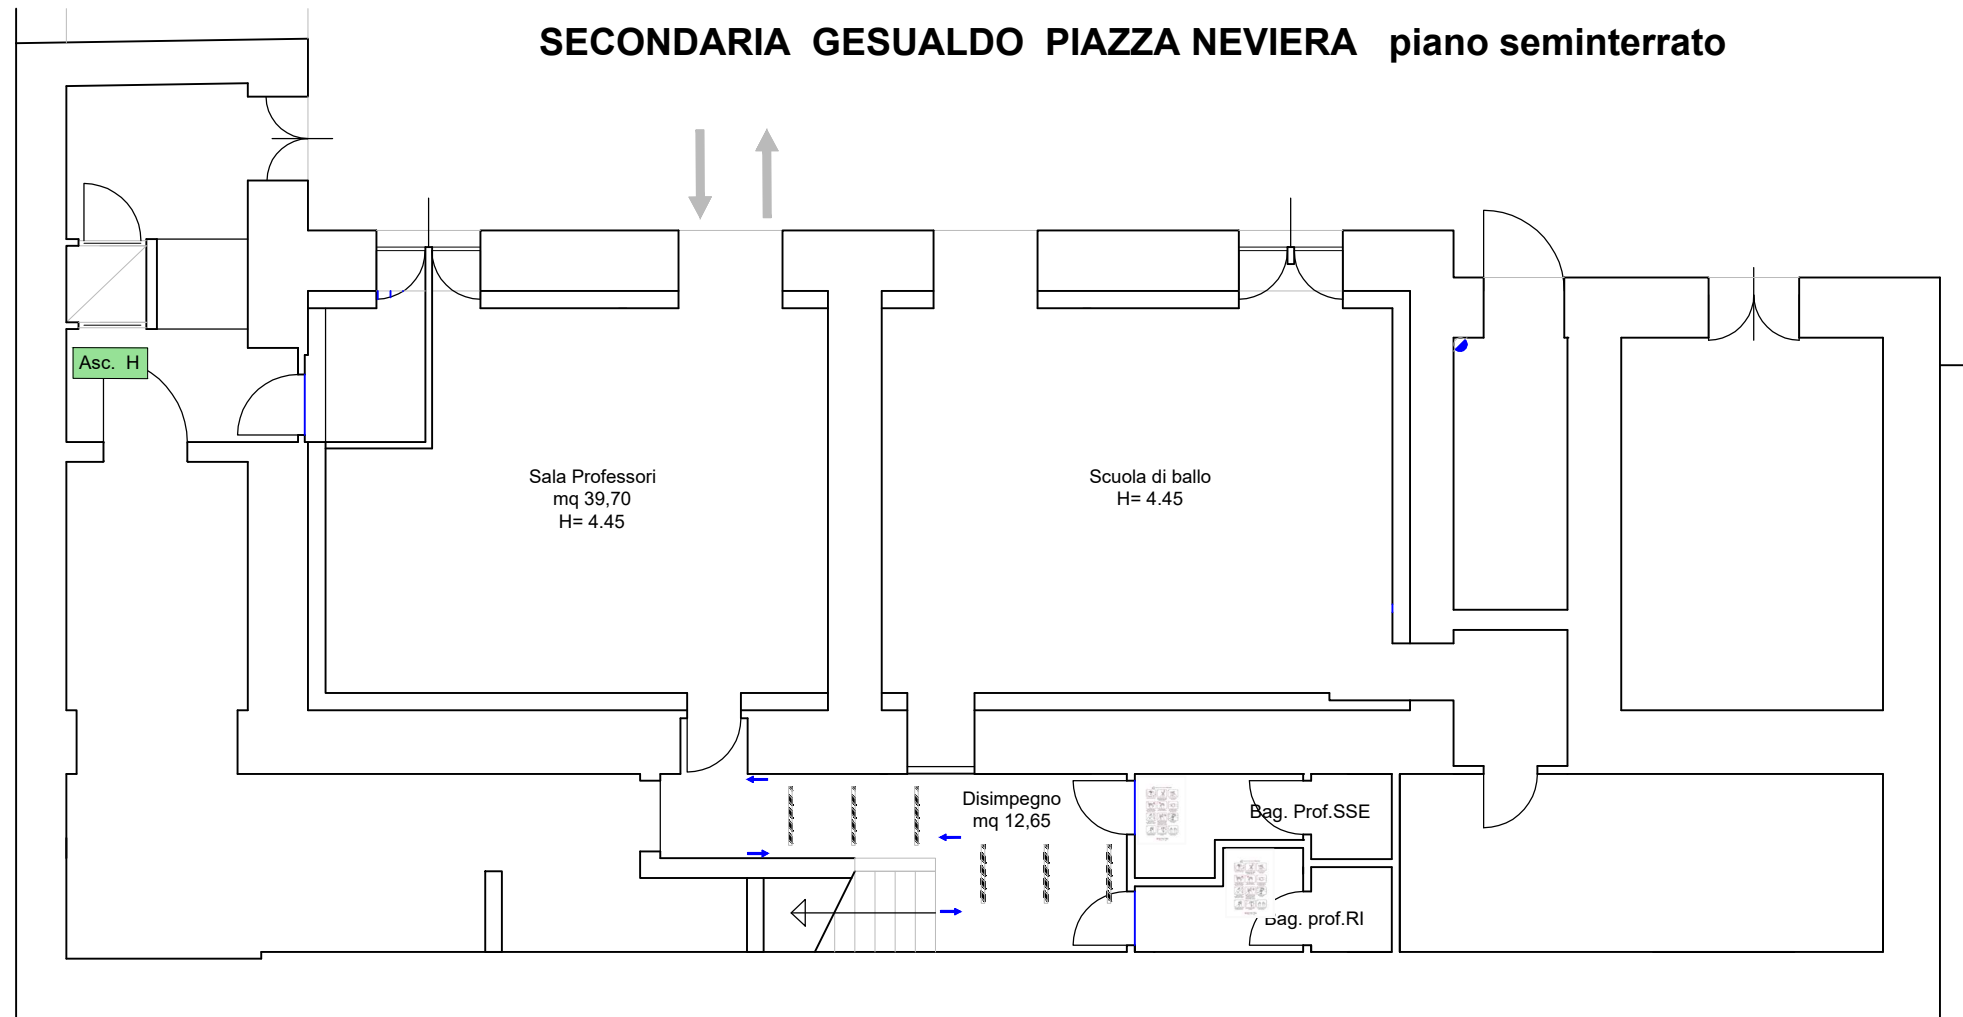 SECONDARIA GESUALDO PIAZZA NEVIERA piano seminterrato
Asc. H
Sala Professori
mq 39,70
H= 4.45
Scuola di ballo
H= 4.45
Disimpegno
mq 12,65
Bag. Prof.SSE
Bag. prof.RI